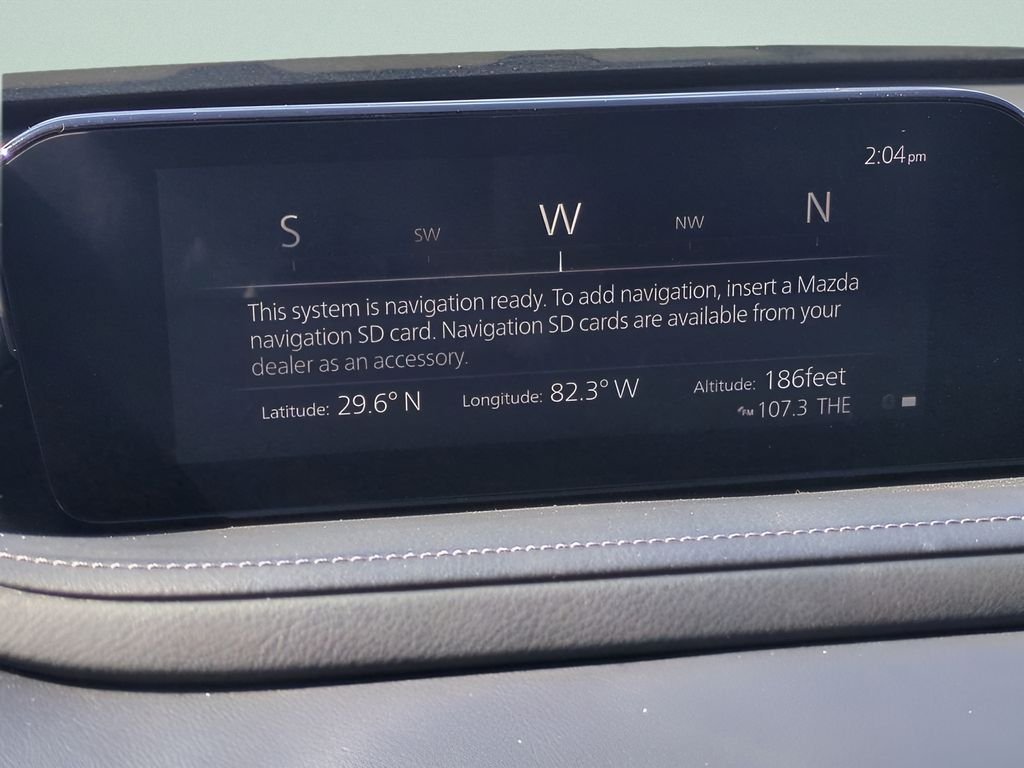 2:04pm
S SW W NW N
This system is navigation ready. To add navigation, insert a Mazda
navigation SD card. Navigation SD cards are available from your
dealer as an accessory.
Latitude: 29.6° N Longitude: 82.3° W Altitude: 186feet
FM 107.3 THE